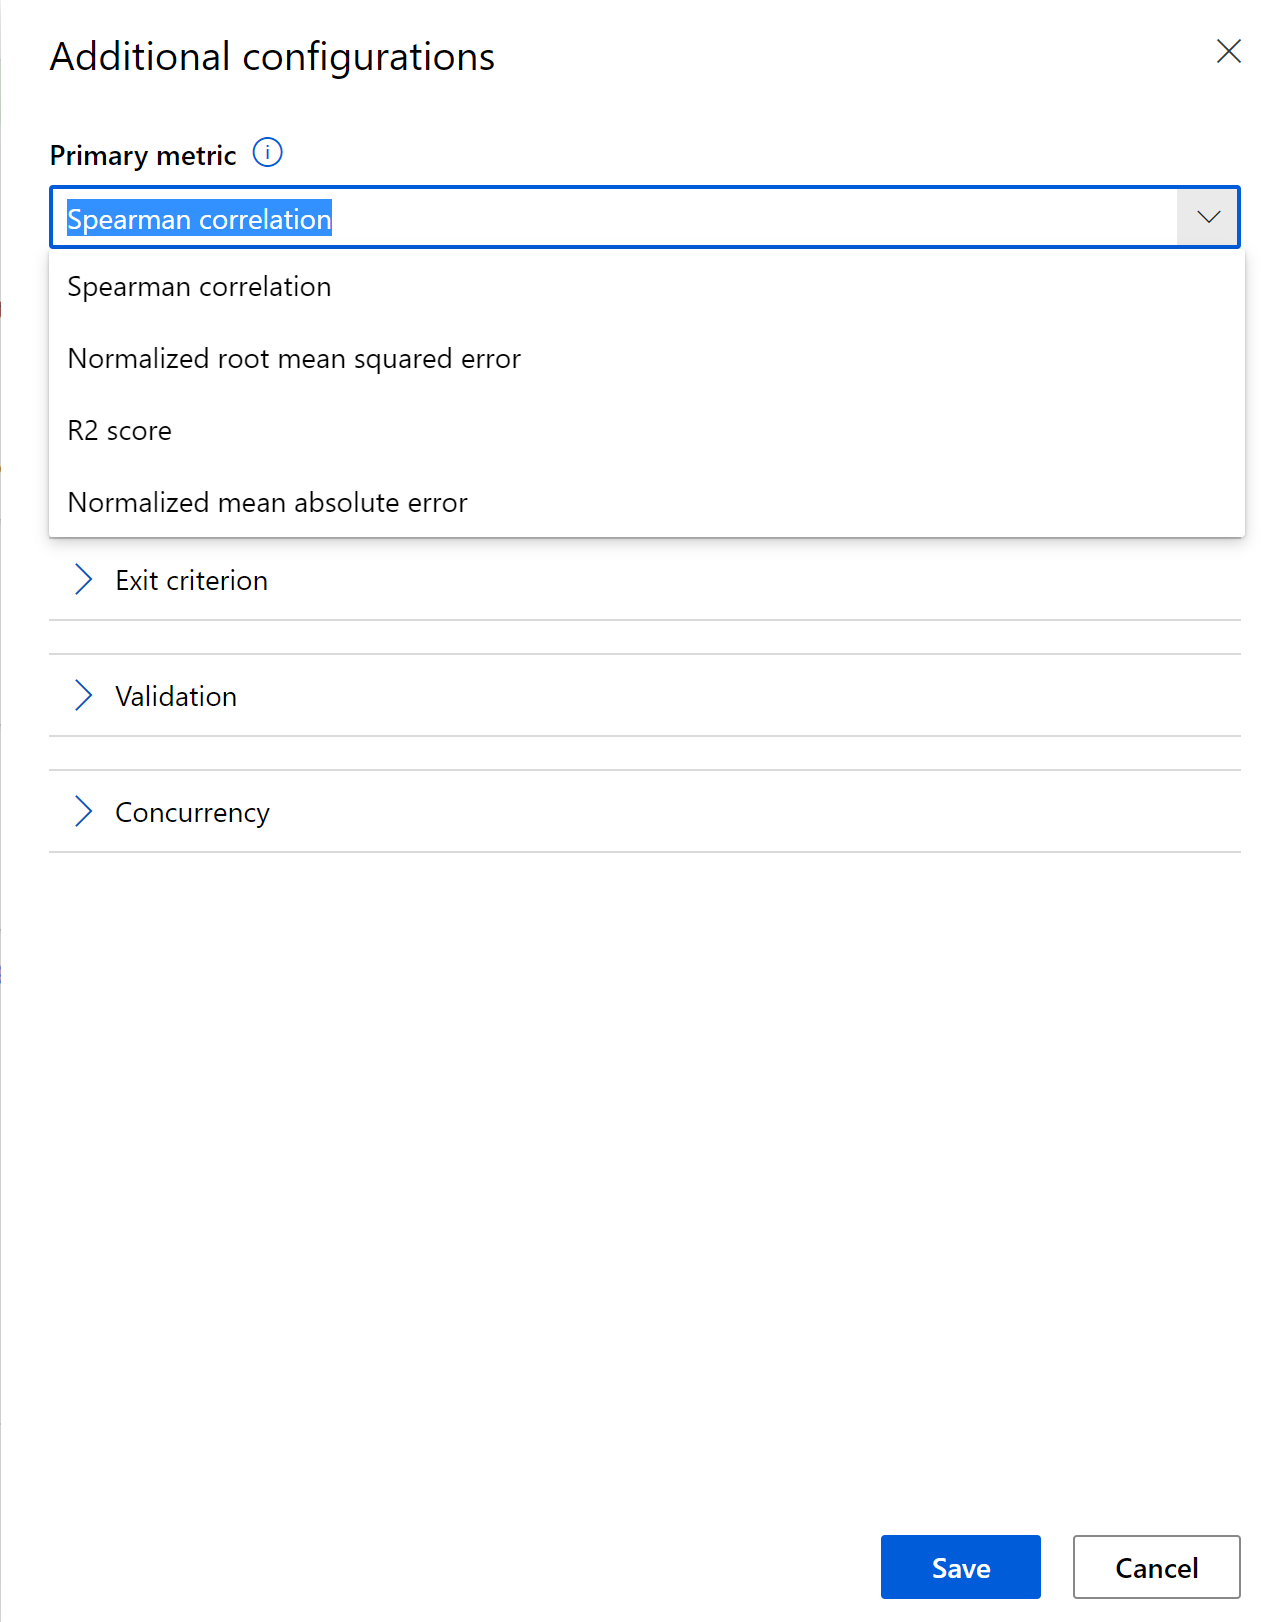 Additional configurations
Primary metric
Spearman correlation
Spearman correlation
Normalized root mean squared error
R2 score
Normalized mean absolute error
Exit criterion
Validation
Concurrency
Save
Cancel